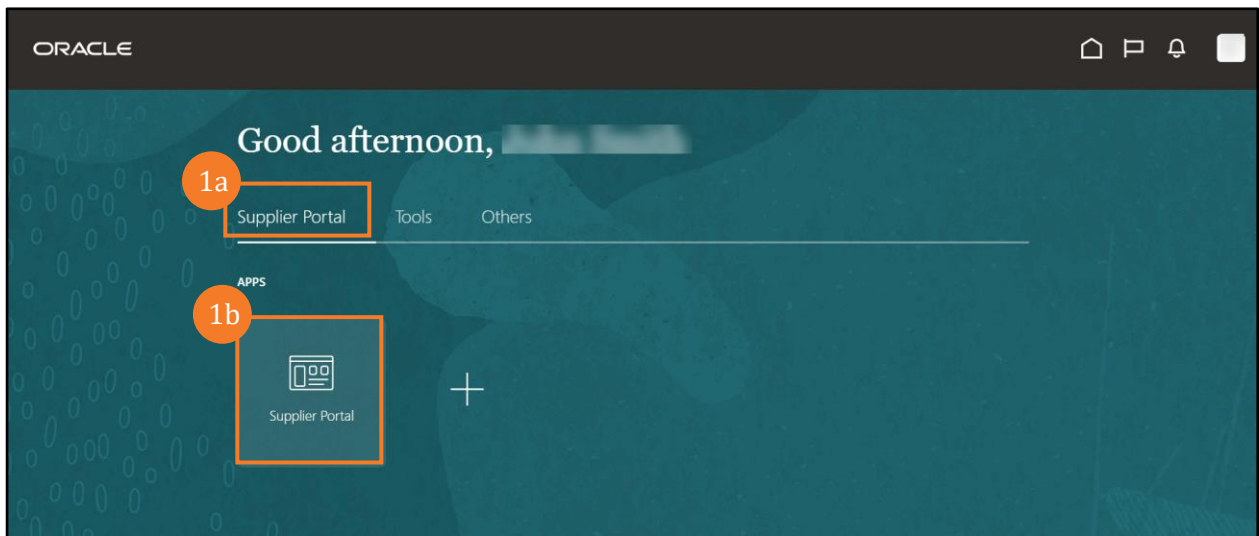 ORACLE
Good afternoon,
1a
Supplier Portal Tools Others
APPS
1b
Supplier Portal